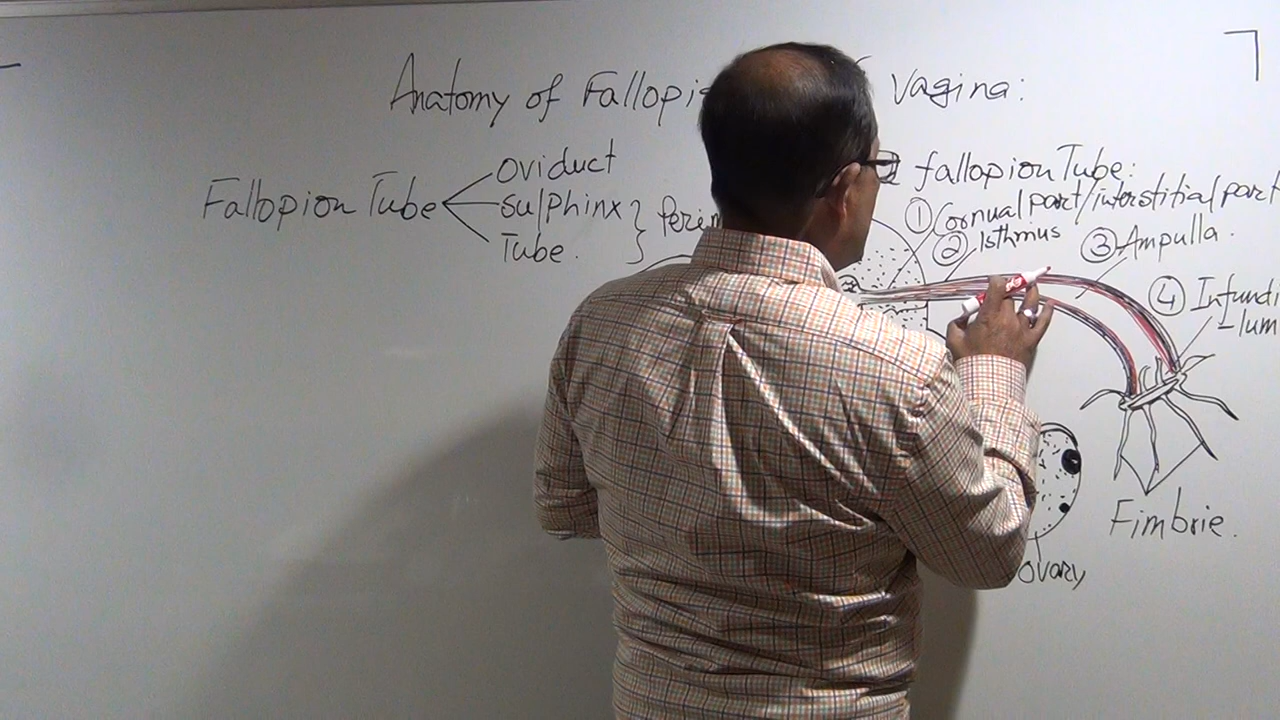 Anatomy of Fallopi vagina:
Fallopion Tube
oviduct
sulphinx
Tube.
fallopion Tube:
① Cornual part/interstitial part
② Isthmus
③ Ampulla.
④ Infundi
-lum
Fimbrie.
ovary